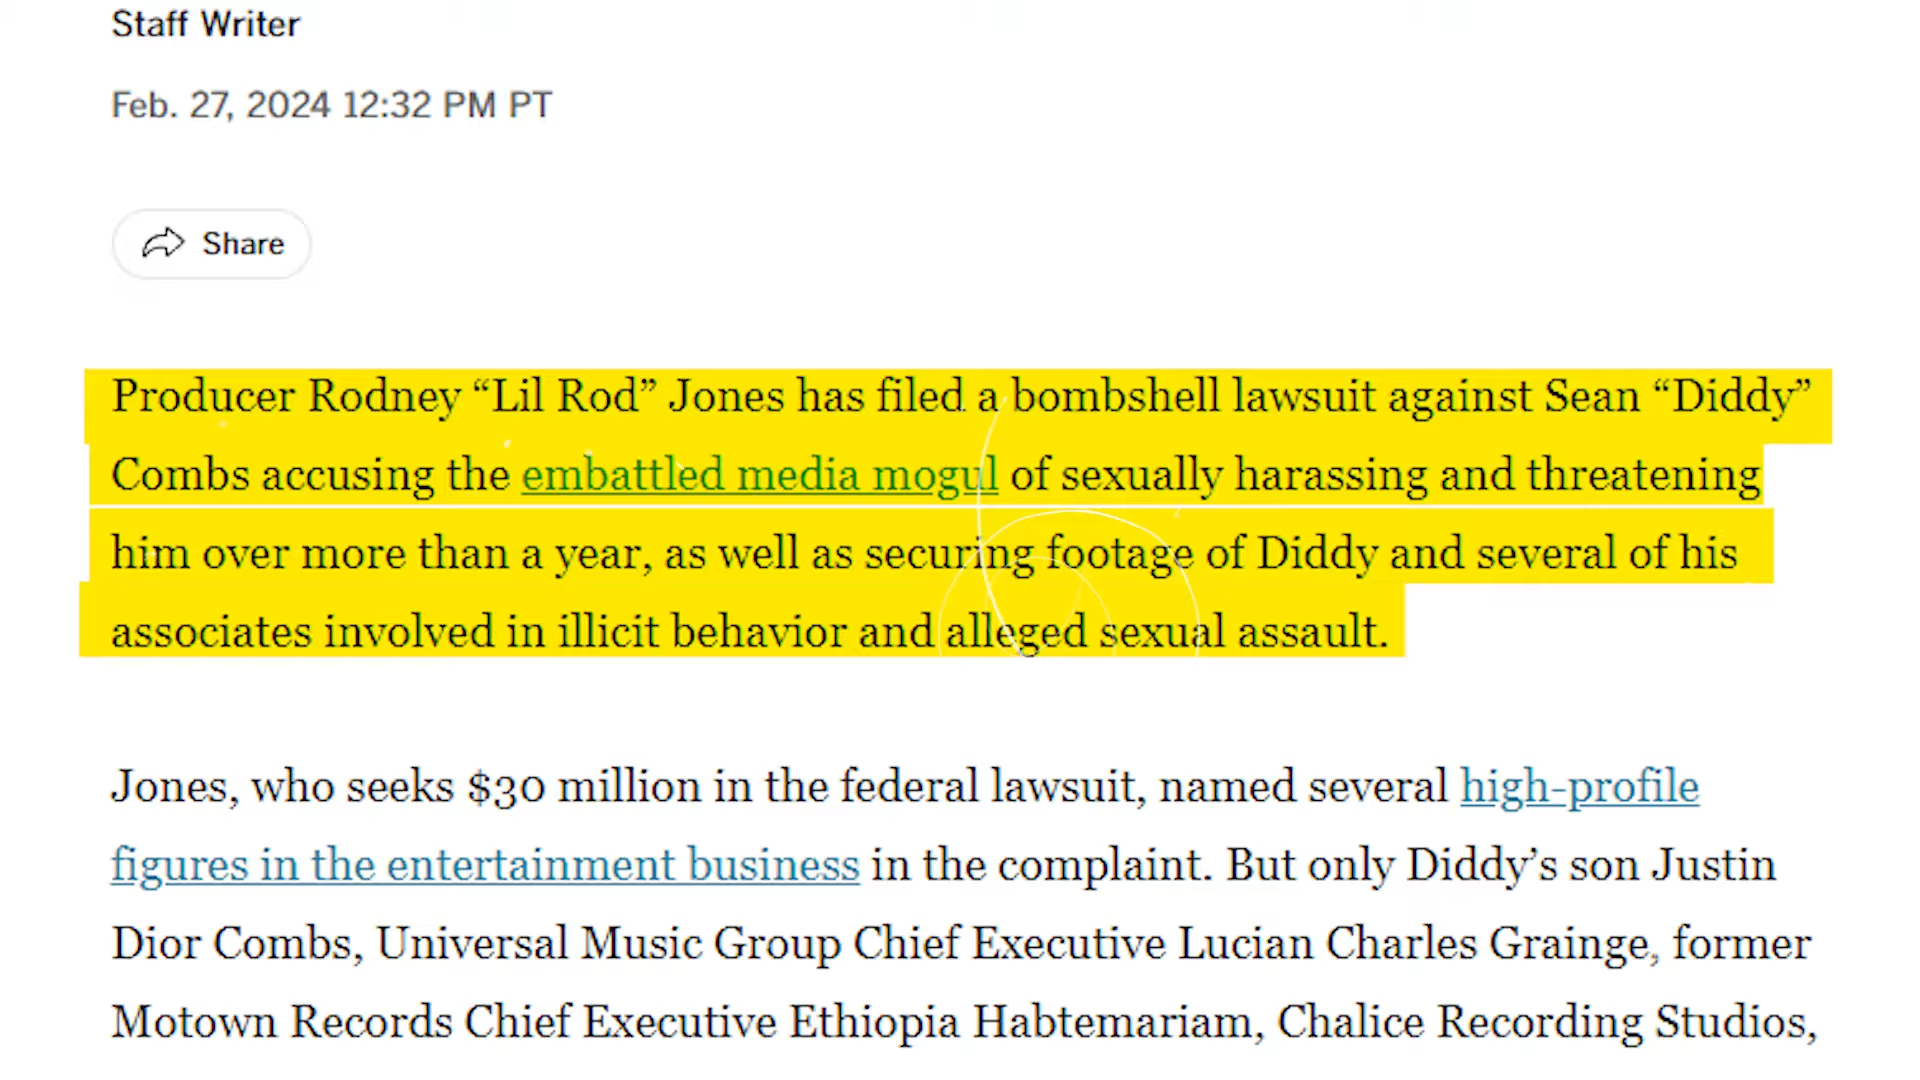 Staff Writer
Feb. 27, 2024 12:32 PM PT
Share
Producer Rodney “Lil Rod” Jones has filed a bombshell lawsuit against Sean “Diddy”
Combs accusing the embattled media mogul of sexually harassing and threatening
him over more than a year, as well as securing footage of Diddy and several of his
associates involved in illicit behavior and alleged sexual assault.
Jones, who seeks $30 million in the federal lawsuit, named several high-profile
figures in the entertainment business in the complaint. But only Diddy’s son Justin
Dior Combs, Universal Music Group Chief Executive Lucian Charles Grainge, former
Motown Records Chief Executive Ethiopia Habtemariam, Chalice Recording Studios,